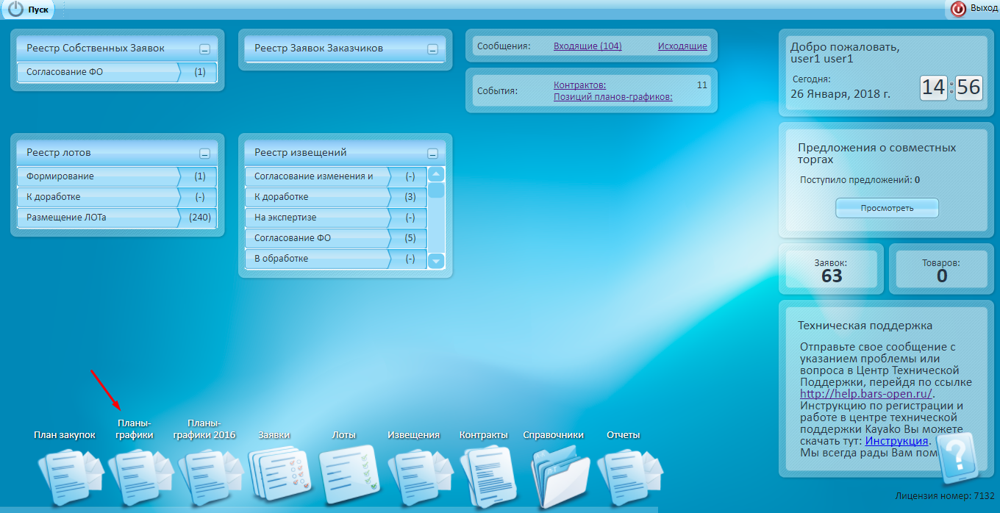 Пуск
Выход
Реестр Собственных Заявок
Согласование ФО (1)
Реестр Заявок Заказчиков
Сообщения: Входящие (104) Исходящие
События: Контрактов: 11
Позиций планов-графиков:
Добро пожаловать,
user1 user1
Сегодня:
26 Января, 2018 г.
14:56
Реестр лотов
Формирование (1)
К доработке (-)
Размещение ЛОТа (240)
Реестр извещений
Согласование изменения и (-)
К доработке (3)
На экспертизе (-)
Согласование ФО (5)
В обработке (-)
Предложения о совместных
торгах
Поступило предложений: 0
Просмотреть
Заявок:
63
Товаров:
0
Техническая поддержка
Отправьте свое сообщение с
указанием проблемы или
вопроса в Центр Технической
Поддержки, перейдя по ссылке
http://help.bars-open.ru/.
Инструкцию по регистрации и
работе в центре технической
поддержки Kayako Вы можете
скачать тут: Инструкция.
Мы всегда рады Вам пом
План закупок
Планы-
графики
Планы-
графики 2016
Заявки
Лоты
Извещения
Контракты
Справочники
Отчеты
Лицензия номер: 7132